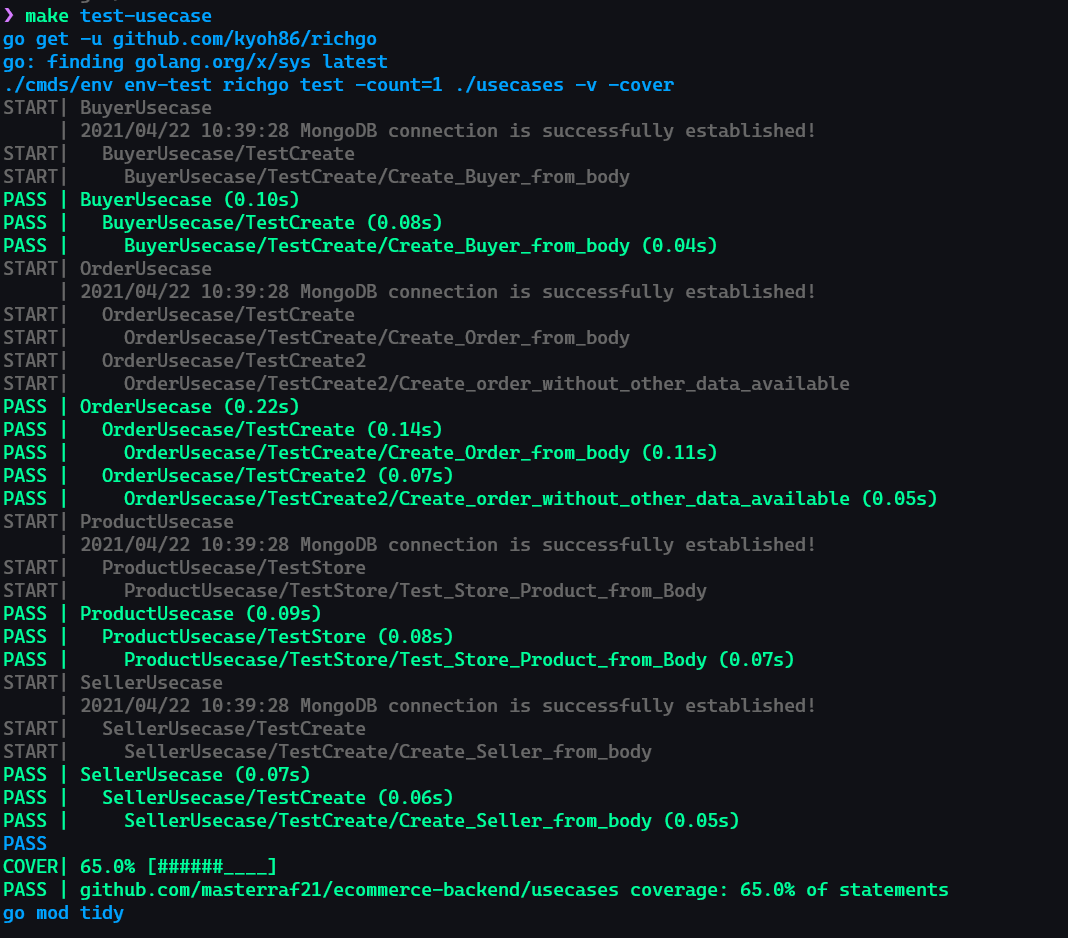 ❯ make test-usecase
go get -u github.com/kyoh86/richgo
go: finding golang.org/x/sys latest
./cmds/env env-test richgo test -count=1 ./usecases -v -cover
START| BuyerUsecase
     | 2021/04/22 10:39:28 MongoDB connection is successfully established!
START|   BuyerUsecase/TestCreate
START|     BuyerUsecase/TestCreate/Create_Buyer_from_body
PASS | BuyerUsecase (0.10s)
PASS |   BuyerUsecase/TestCreate (0.08s)
PASS |     BuyerUsecase/TestCreate/Create_Buyer_from_body (0.04s)
START| OrderUsecase
     | 2021/04/22 10:39:28 MongoDB connection is successfully established!
START|   OrderUsecase/TestCreate
START|     OrderUsecase/TestCreate/Create_Order_from_body
START|   OrderUsecase/TestCreate2
START|     OrderUsecase/TestCreate2/Create_order_without_other_data_available
PASS | OrderUsecase (0.22s)
PASS |   OrderUsecase/TestCreate (0.14s)
PASS |     OrderUsecase/TestCreate/Create_Order_from_body (0.11s)
PASS |   OrderUsecase/TestCreate2 (0.07s)
PASS |     OrderUsecase/TestCreate2/Create_order_without_other_data_available (0.05s)
START| ProductUsecase
     | 2021/04/22 10:39:28 MongoDB connection is successfully established!
START|   ProductUsecase/TestStore
START|     ProductUsecase/TestStore/Test_Store_Product_from_Body
PASS | ProductUsecase (0.09s)
PASS |   ProductUsecase/TestStore (0.08s)
PASS |     ProductUsecase/TestStore/Test_Store_Product_from_Body (0.07s)
START| SellerUsecase
     | 2021/04/22 10:39:28 MongoDB connection is successfully established!
START|   SellerUsecase/TestCreate
START|     SellerUsecase/TestCreate/Create_Seller_from_body
PASS | SellerUsecase (0.07s)
PASS |   SellerUsecase/TestCreate (0.06s)
PASS |     SellerUsecase/TestCreate/Create_Seller_from_body (0.05s)
PASS
COVER| 65.0% [######____]
PASS | github.com/masterraf21/ecommerce-backend/usecases coverage: 65.0% of statements
go mod tidy